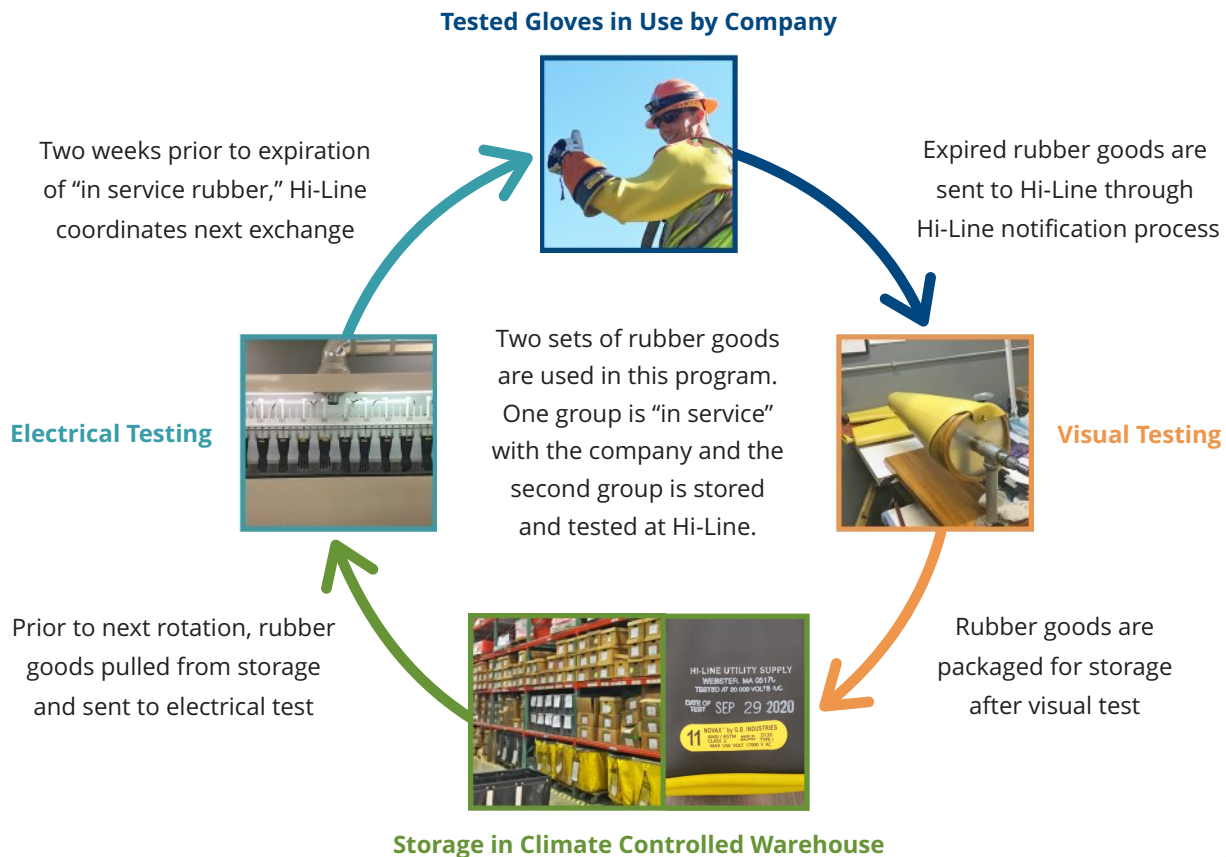 Tested Gloves in Use by Company
Two weeks prior to expiration
of “in service rubber,” Hi-Line
coordinates next exchange
Expired rubber goods are
sent to Hi-Line through
Hi-Line notification process
Two sets of rubber goods
are used in this program.
One group is “in service”
with the company and the
second group is stored
and tested at Hi-Line.
Electrical Testing
Visual Testing
Prior to next rotation, rubber
goods pulled from storage
and sent to electrical test
HI-LINE UTILITY SUPPLY
WEBSTER, MA
TESTED AT 20 000 VOLTS
DATE OF
TEST SEP 29 2020
NOVAX by G.B. INDUSTRIES
11 ANSI / ASTM D120
CLASS 2 TYPE I
MAX USE VOLT 17000 V AC
Rubber goods are
packaged for storage
after visual test
Storage in Climate Controlled Warehouse